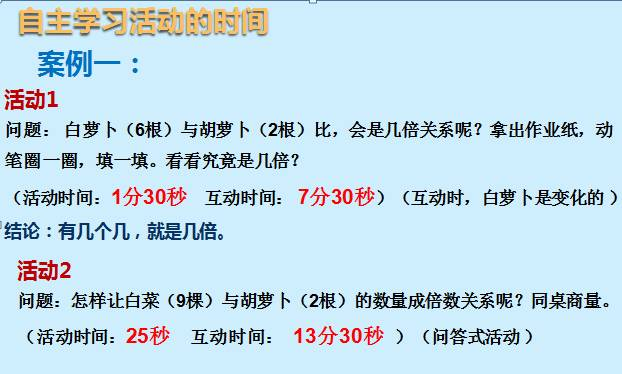 自主学习活动的时间
案例一：
活动1
问题： 白萝卜（6根）与胡萝卜（2根）比，会是几倍关系呢？拿出作业纸，动
笔圈一圈，填一填。看看究竟是几倍？
（活动时间：1分30秒 互动时间： 7分30秒）（互动时，白萝卜是变化的 ）
结论：有几个几，就是几倍。
活动2
问题：怎样让白菜（9棵）与胡萝卜（2根）的数量成倍数关系呢？同桌商量。
（活动时间：25秒 互动时间： 13分30秒 ）（问答式活动 ）